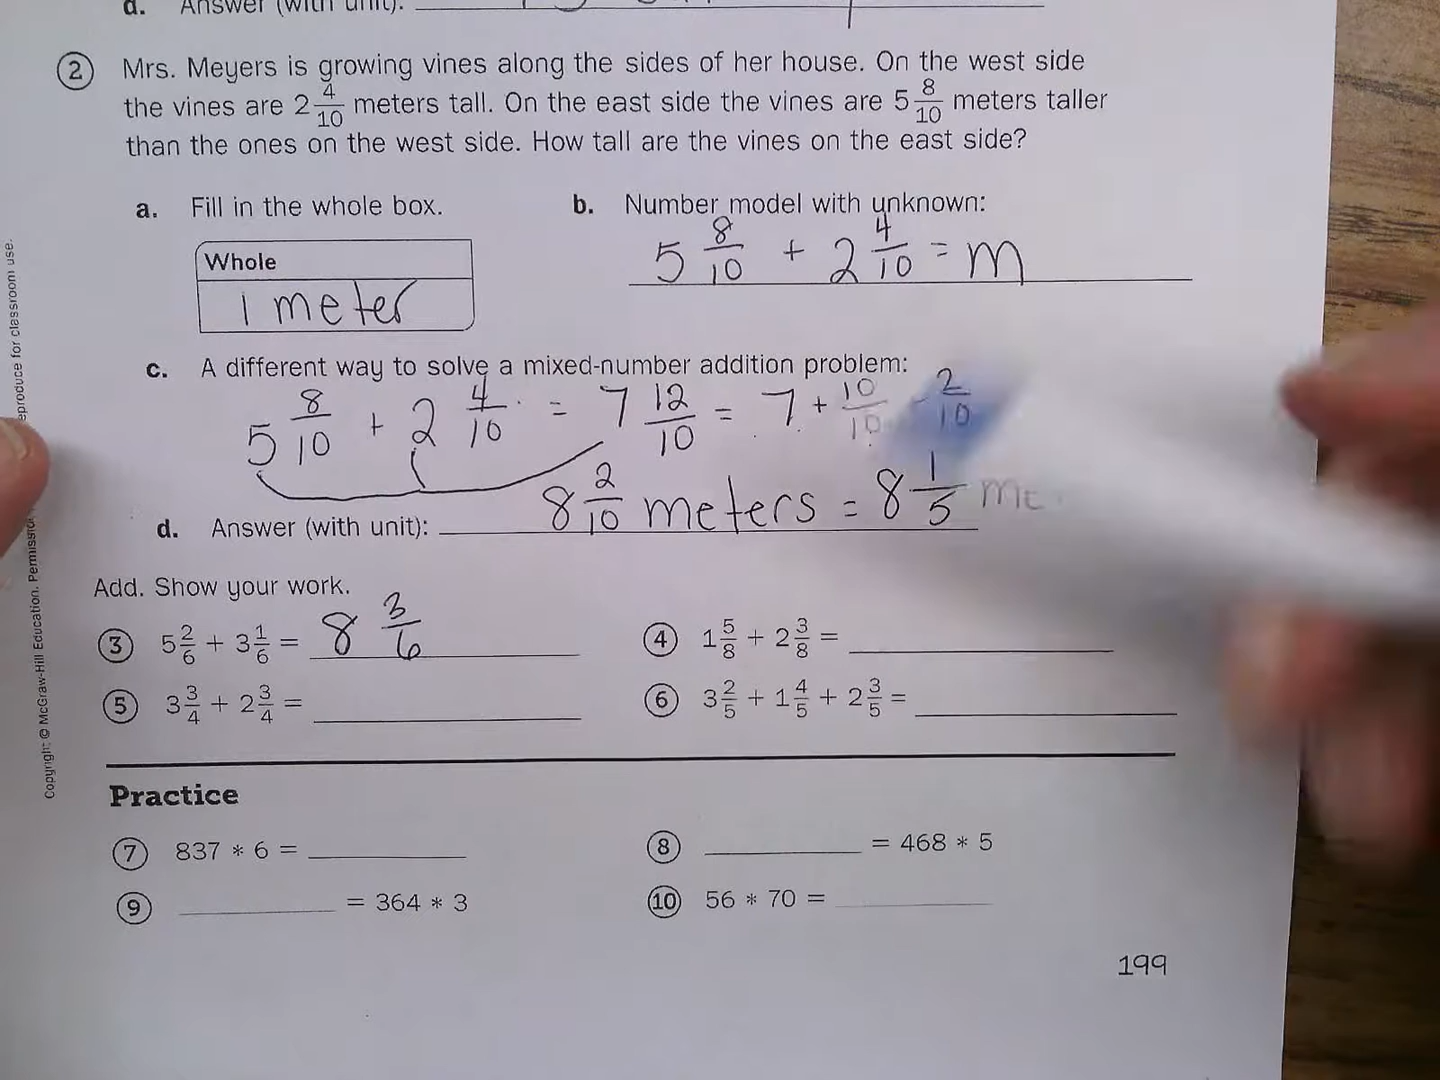 d. Answer (with unit):
2 Mrs. Meyers is growing vines along the sides of her house. On the west side
the vines are 2 4/10 meters tall. On the east side the vines are 5 8/10 meters taller
than the ones on the west side. How tall are the vines on the east side?
a. Fill in the whole box.
Whole
1 meter
b. Number model with unknown:
5 8/10 + 2 4/10 = m
c. A different way to solve a mixed-number addition problem:
5 8/10 + 2 4/10 = 7 12/10 = 7 + 10/10 2/10
d. Answer (with unit): 8 2/10 meters = 8 1/5
Add. Show your work.
3 5 2/6 + 3 1/6 = 8 3/6
4 1 5/8 + 2 3/8 =
5 3 3/4 + 2 3/4 =
6 3 2/5 + 1 4/5 + 2 3/5 =
Practice
7 837 * 6 =
8 = 468 * 5
9 = 364 * 3
10 56 * 70 =
199
Copyright © McGraw-Hill Education. Permission
reproduce for classroom use.